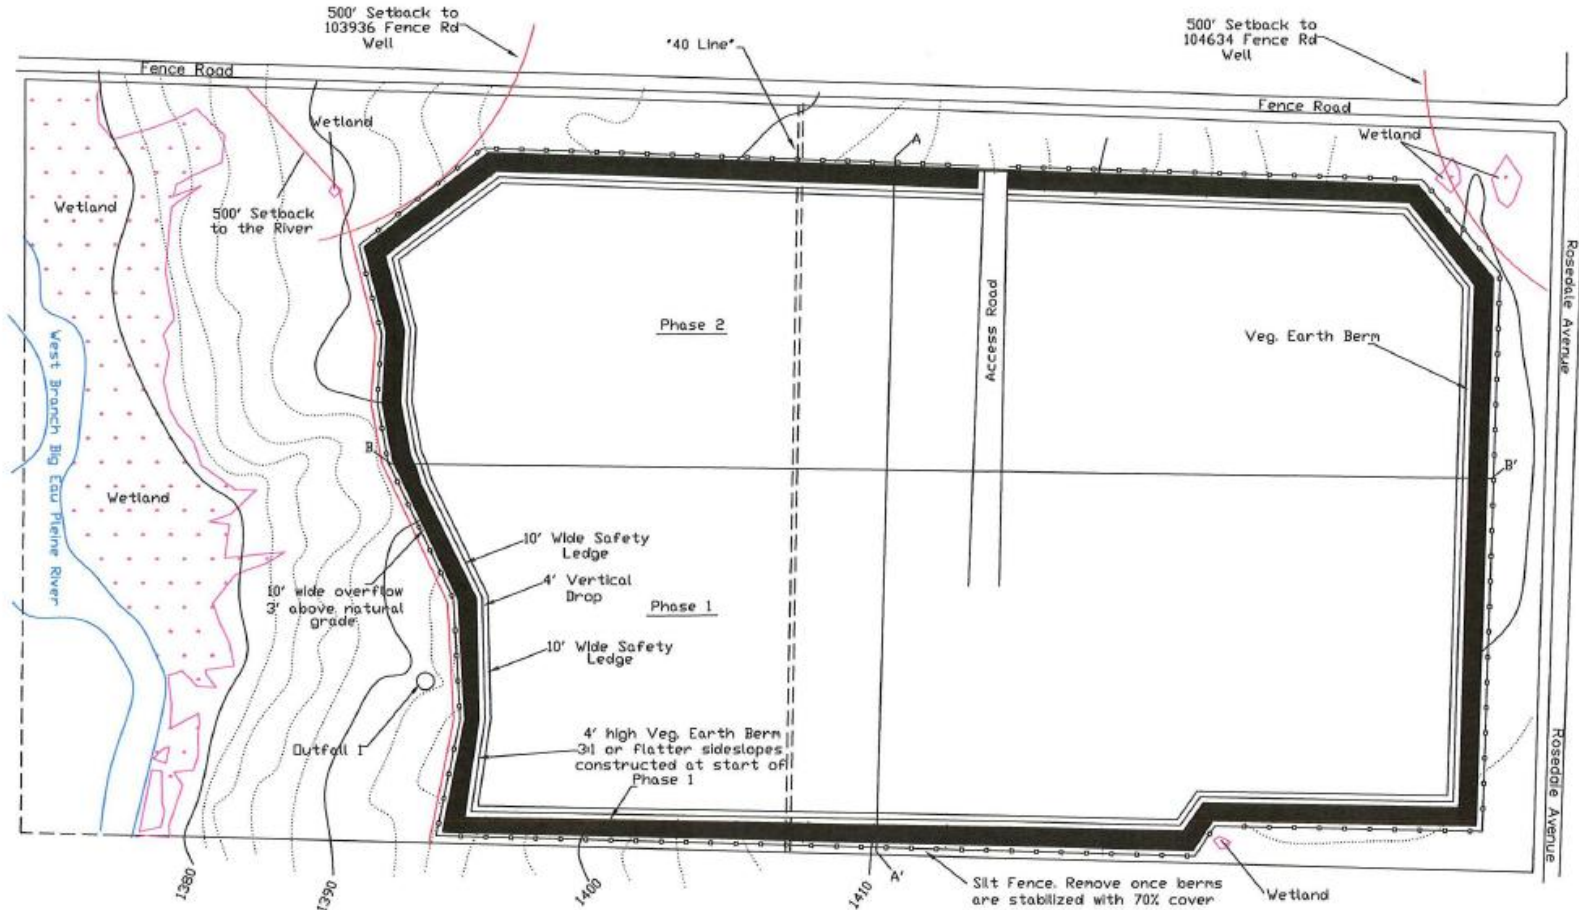 500' Setback to
103936 Fence Rd
Well
"40 Line"
500' Setback to
104634 Fence Rd
Well
Fence Road
Fence Road
Wetland
Wetland
A
Wetland
500' Setback
to the River
Rosedale Avenue
Phase 2
Access Road
Veg. Earth Berm
West Branch Big Eau Pleine River
B
B'
Wetland
10' Wide Safety
Ledge
4' Vertical
Drop
10' wide overflow
3' above natural
grade
Phase 1
10' Wide Safety
Ledge
Outfall 1
4' high Veg. Earth Berm
3:1 or flatter sideslopes
constructed at start of
Phase 1
Rosedale Avenue
1380
1390
1400
1410
A'
Silt Fence. Remove once berms
are stabilized with 70% cover
Wetland